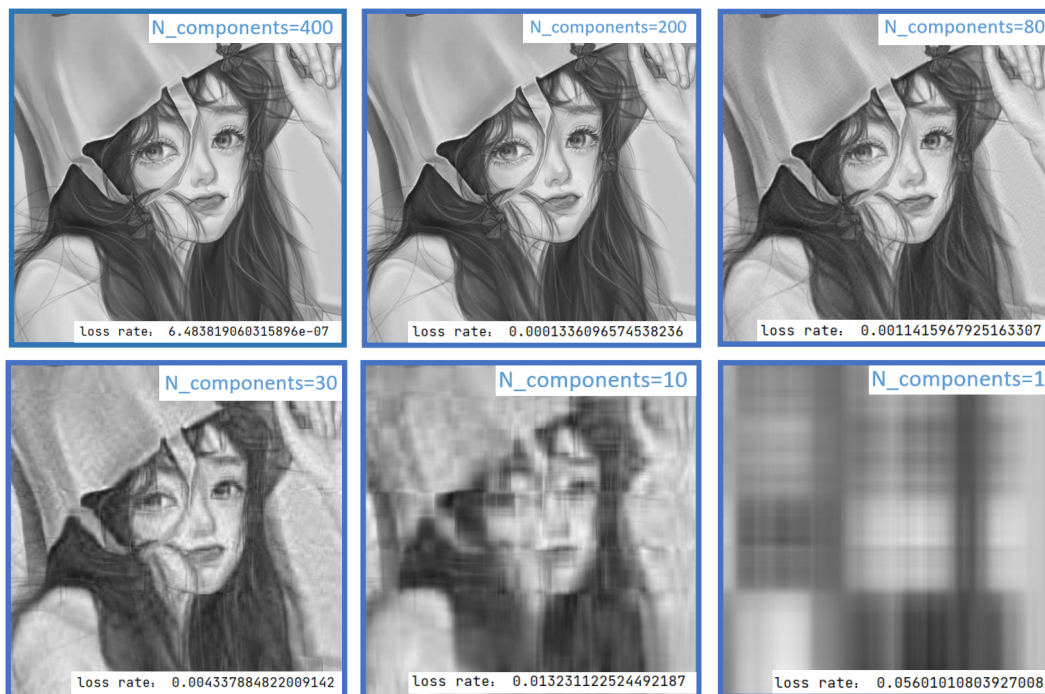 N_components=400
loss rate: 6.483819060315896e-07
N_components=200
loss rate: 0.0001336096574538236
N_components=80
loss rate: 0.0011415967925163307
N_components=30
loss rate: 0.004337884822009142
N_components=10
loss rate: 0.013231122524492187
N_components=1
loss rate: 0.05601010803927008